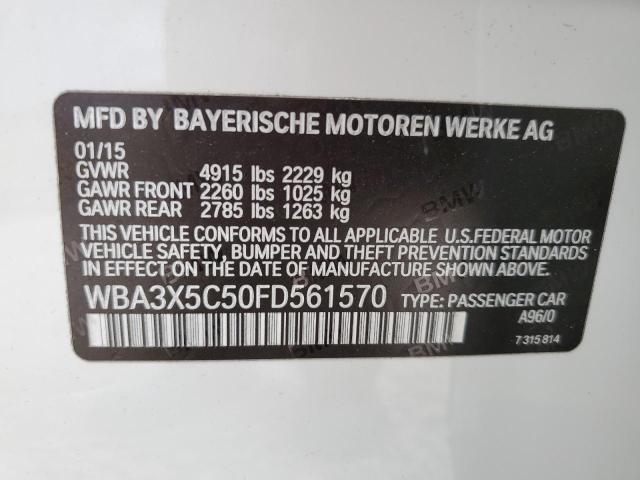 MFD BY BAYERISCHE MOTOREN WERKE AG
01/15
GVWR 4915 lbs 2229 kg
GAWR FRONT 2260 lbs 1025 kg
GAWR REAR 2785 lbs 1263 kg
THIS VEHICLE CONFORMS TO ALL APPLICABLE U.S.FEDERAL MOTOR
VEHICLE SAFETY, BUMPER AND THEFT PREVENTION STANDARDS
IN EFFECT ON THE DATE OF MANUFACTURE SHOWN ABOVE.
WBA3X5C50FD561570 TYPE: PASSENGER CAR
A96/0
7 315 814